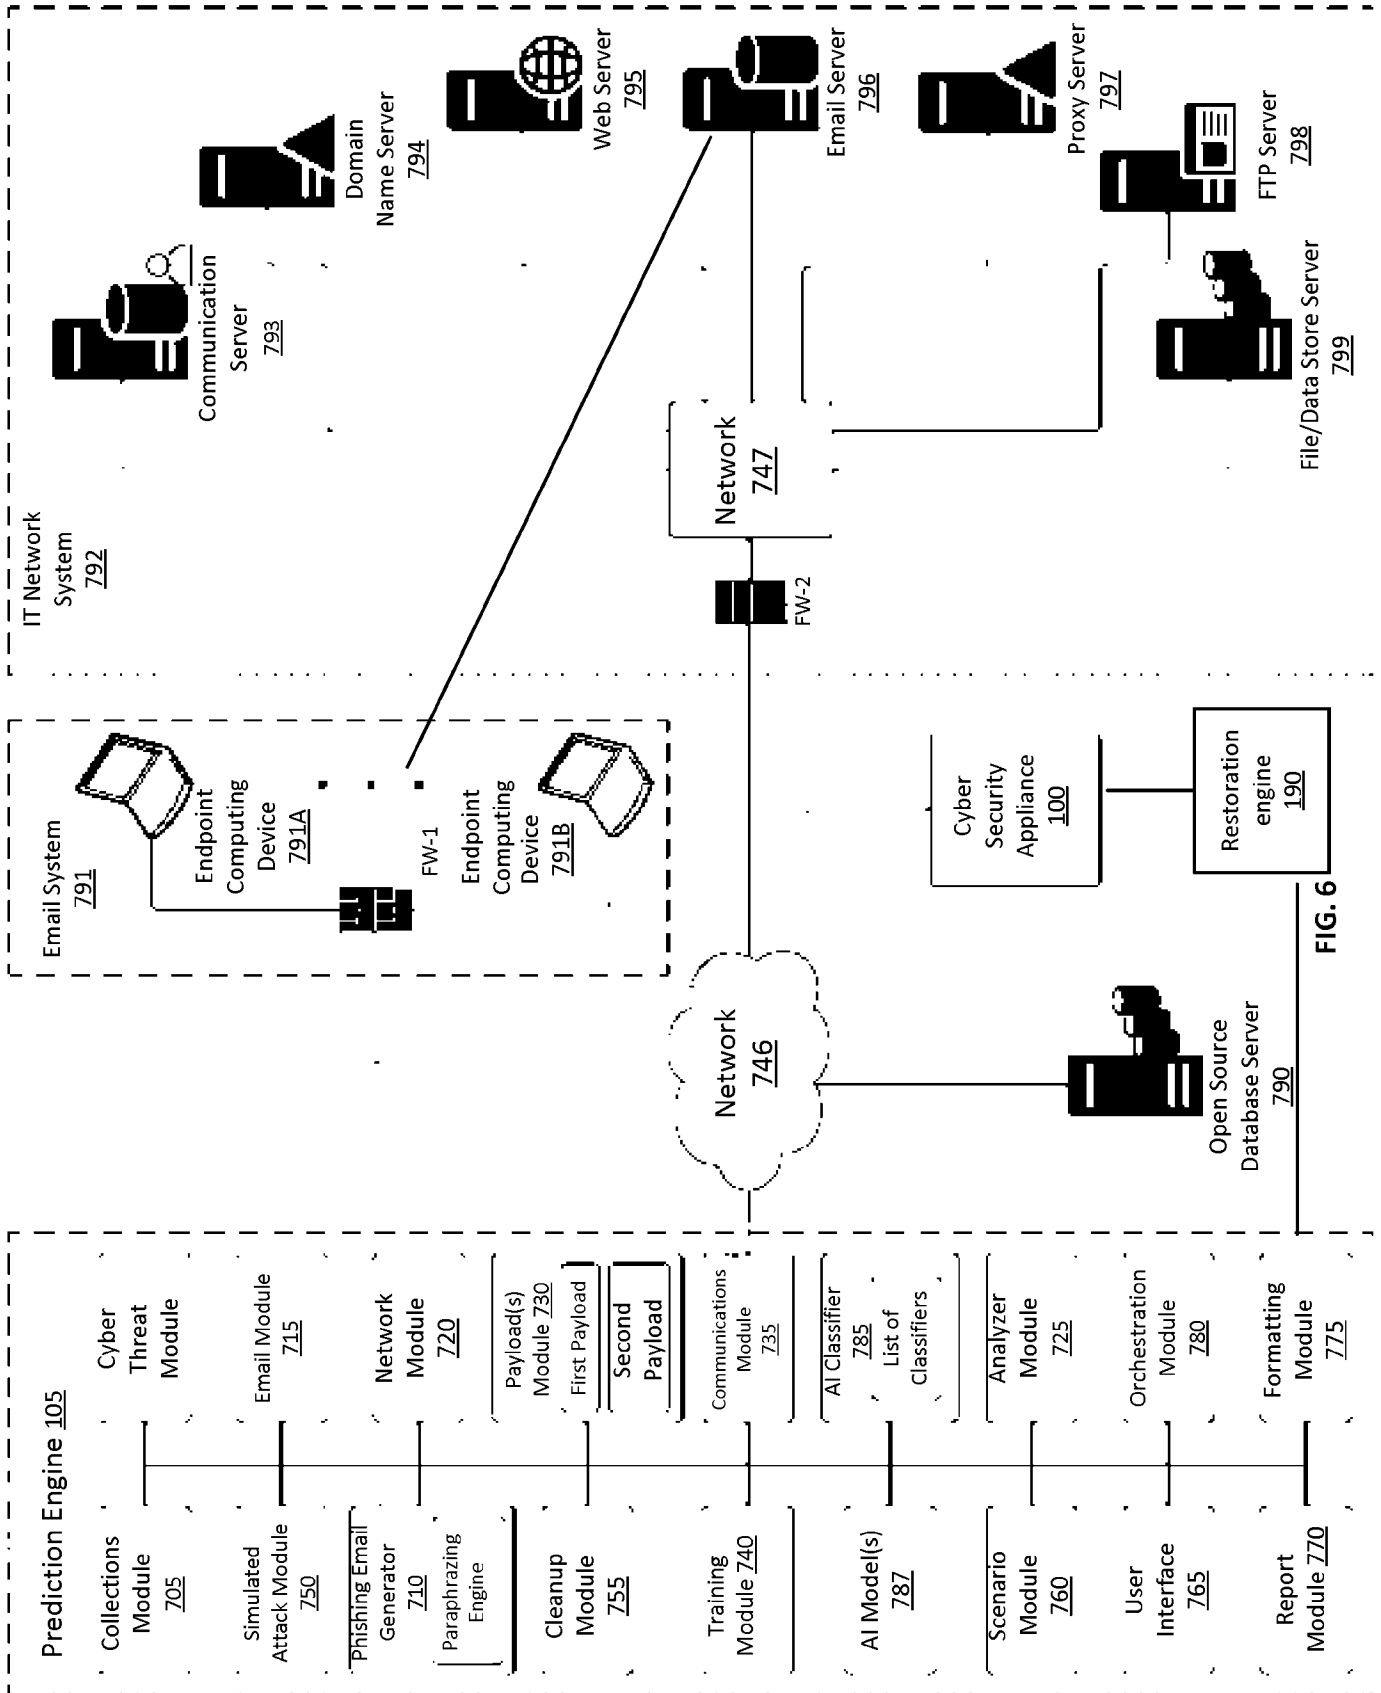 Prediction Engine 105
Collections
Module
705
Cyber
Threat
Module
Simulated
Attack Module
750
Email Module
715
Phishing Email
Generator
710
Paraphrazing
Engine
Network
Module
720
Cleanup
Module
755
Payload(s)
Module 730
First Payload
Second
Payload
Training
Module 740
Communications
Module
735
AI Model(s)
787
AI Classifier
785
List of
Classifiers
Scenario
Module
760
Analyzer
Module
725
User
Interface
765
Orchestration
Module
780
Report
Module 770
Formatting
Module
775
Network
746
Open Source
Database Server
790
Email System
791
Endpoint
Computing
Device
791A
FW-1
Endpoint
Computing
Device
791B
Cyber
Security
Appliance
100
Restoration
engine
190
FW-2
IT Network
System
792
Network
747
Communication
Server
793
Domain
Name Server
794
Web Server
795
Email Server
796
Proxy Server
797
FTP Server
798
File/Data Store Server
799
FIG. 6